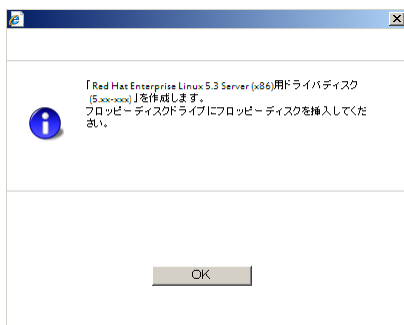 「Red Hat Enterprise Linux 5.3 Server (x86)用ドライバディスク
(5.xx-xxx)」を作成します。
フロッピーディスクドライブにフロッピーディスクを挿入してくだ
さい。
OK